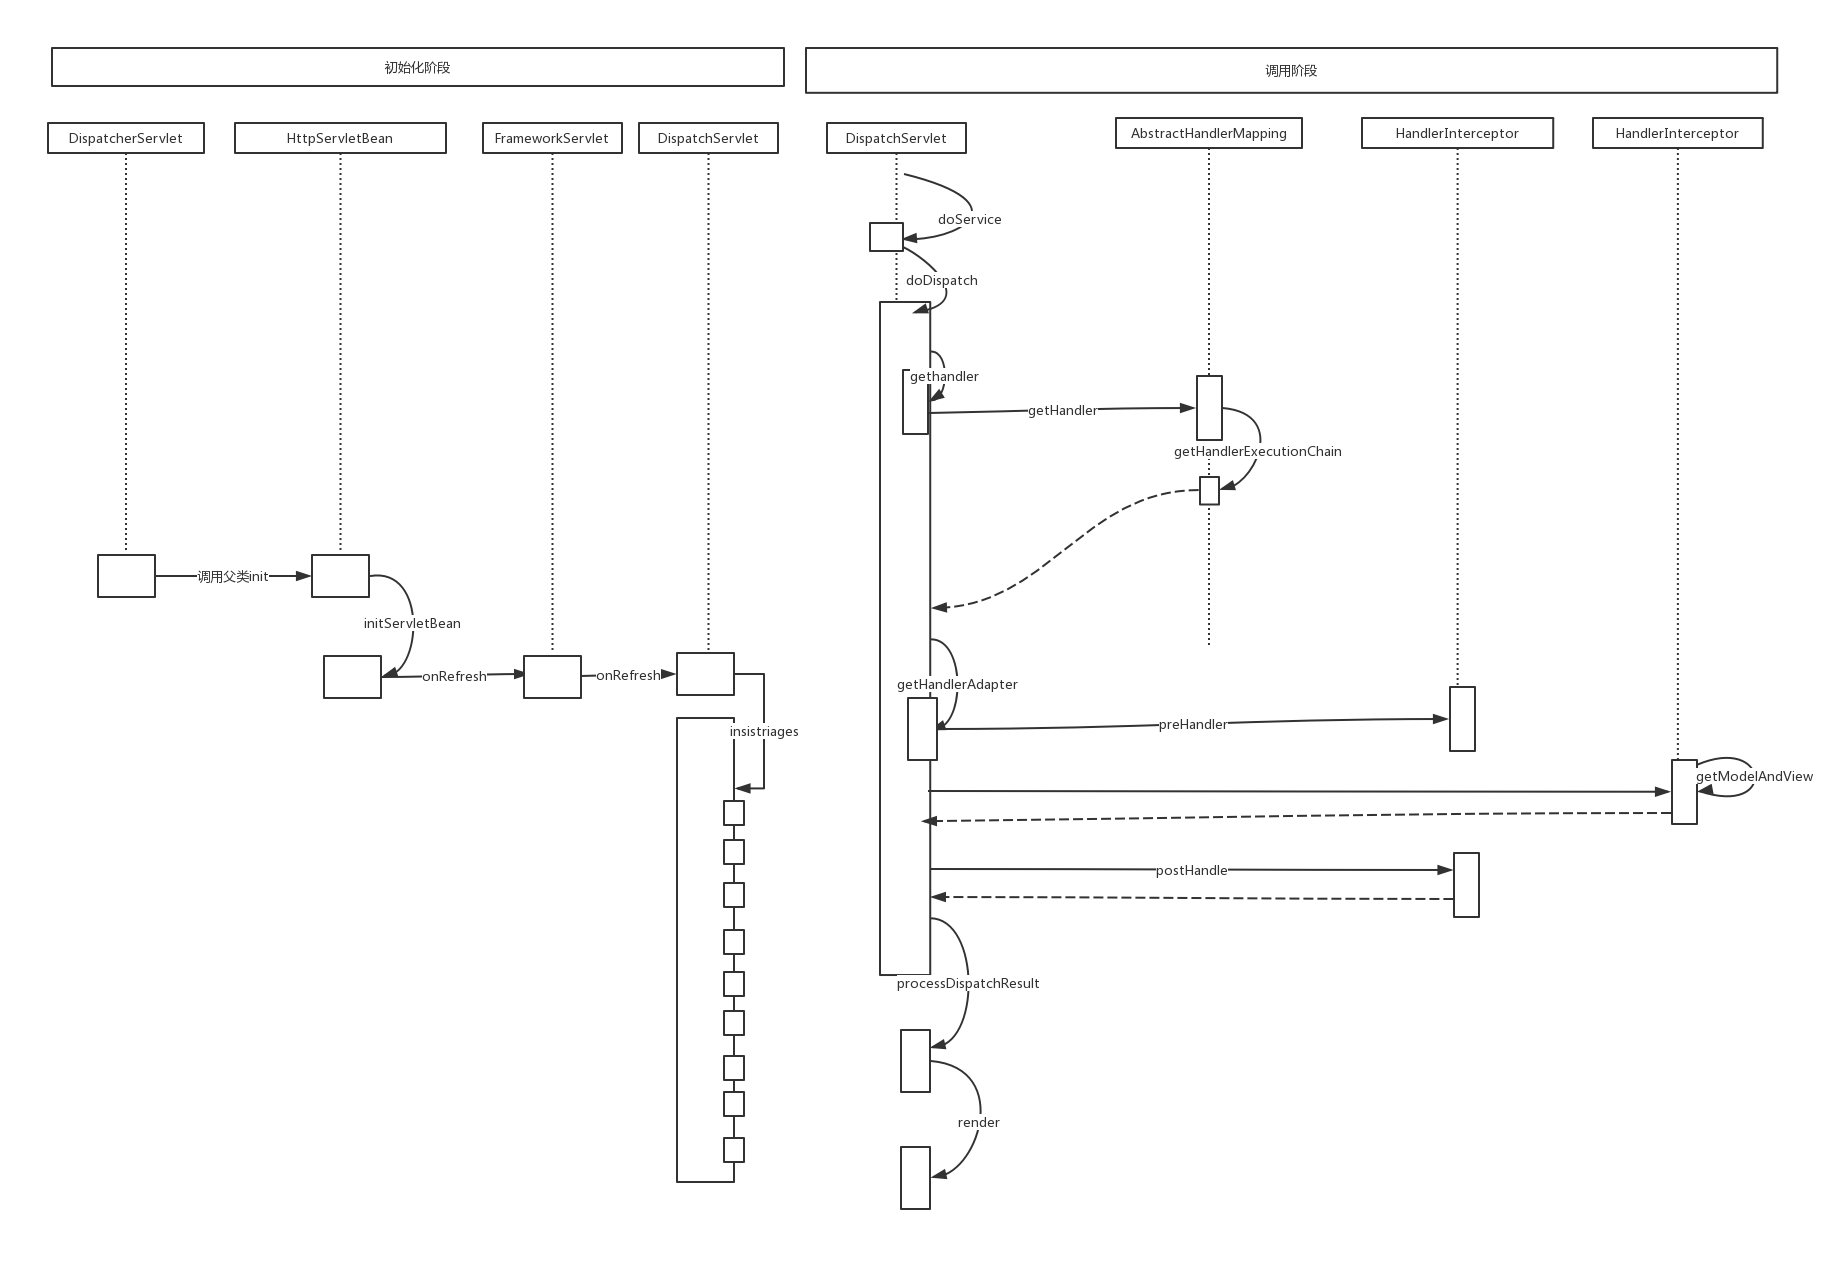 初始化阶段
调用阶段
DispatcherServlet
HttpServletBean
FrameworkServlet
DispatchServlet
DispatchServlet
AbstractHandlerMapping
HandlerInterceptor
HandlerInterceptor
doService
doDispatch
gethandler
getHandler
getHandlerExecutionChain
调用父类init
initServletBean
onRefresh
onRefresh
insistriages
getHandlerAdapter
preHandler
getModelAndView
postHandle
processDispatchResult
render